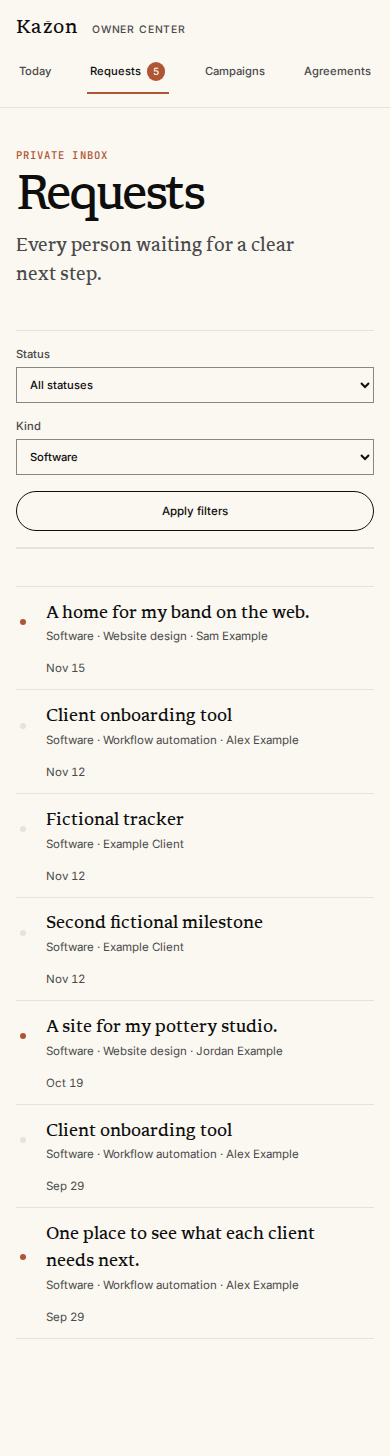 Kažon OWNER CENTER
Today Requests 5 Campaigns Agreements
PRIVATE INBOX
Requests
Every person waiting for a clear
next step.
Status
All statuses
Kind
Software
Apply filters
A home for my band on the web.
Software · Website design · Sam Example
Nov 15
Client onboarding tool
Software · Workflow automation · Alex Example
Nov 12
Fictional tracker
Software · Example Client
Nov 12
Second fictional milestone
Software · Example Client
Nov 12
A site for my pottery studio.
Software · Website design · Jordan Example
Oct 19
Client onboarding tool
Software · Workflow automation · Alex Example
Sep 29
One place to see what each client
needs next.
Software · Workflow automation · Alex Example
Sep 29